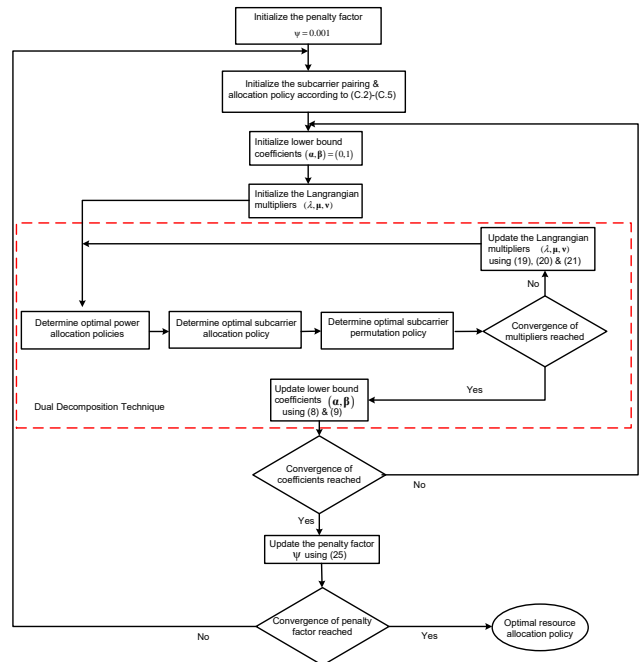 Initialize the penalty factor
ψ = 0.001
Initialize the subcarrier pairing &
allocation policy according to (C.2)-(C.5)
Initialize lower bound
coefficients (α,β)=(0,1)
Initialize the Langrangian
multipliers (λ,μ,ν)
Update the Langrangian
multipliers (λ,μ,ν)
using (19), (20) & (21)
No
Determine optimal power
allocation policies
Determine optimal subcarrier
allocation policy
Determine optimal subcarrier
permutation policy
Convergence of
multipliers reached
Yes
Update lower bound
coefficients (α,β)
using (8) & (9)
Dual Decomposition Technique
Convergence of
coefficients reached
No
Yes
Update the penalty factor
ψ using (25)
Convergence of penalty
factor reached
No
Yes
Optimal resource
allocation policy